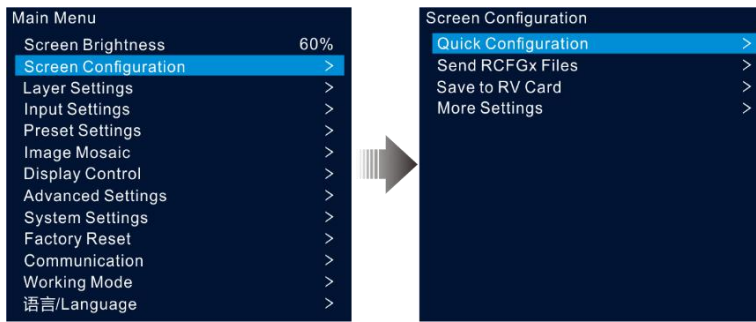 Main Menu
Screen Brightness 60%
Screen Configuration >
Layer Settings >
Input Settings >
Preset Settings >
Image Mosaic >
Display Control >
Advanced Settings >
System Settings >
Factory Reset >
Communication >
Working Mode >
语言/Language >
Screen Configuration
Quick Configuration >
Send RCFGx Files >
Save to RV Card >
More Settings >